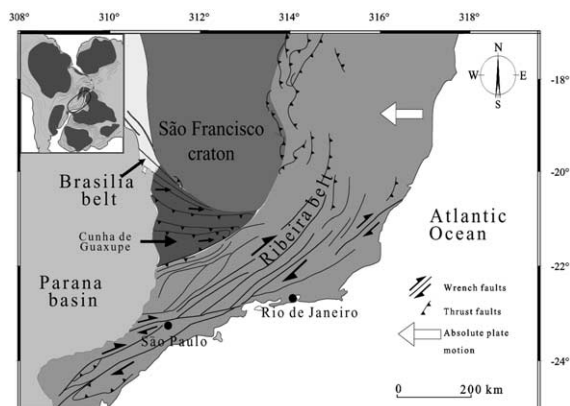 308° 310° 312° 314° 316° 318°
N
W E
S
-18°
São Francisco
craton
Brasilia
belt
-20°
Cunha de
Guaxupe
Ribeira belt
Atlantic
Ocean
-22°
Parana
basin
Wrench faults
Thrust faults
Rio de Janeiro
Absolute plate
motion
São Paulo
-24°
0 200 km